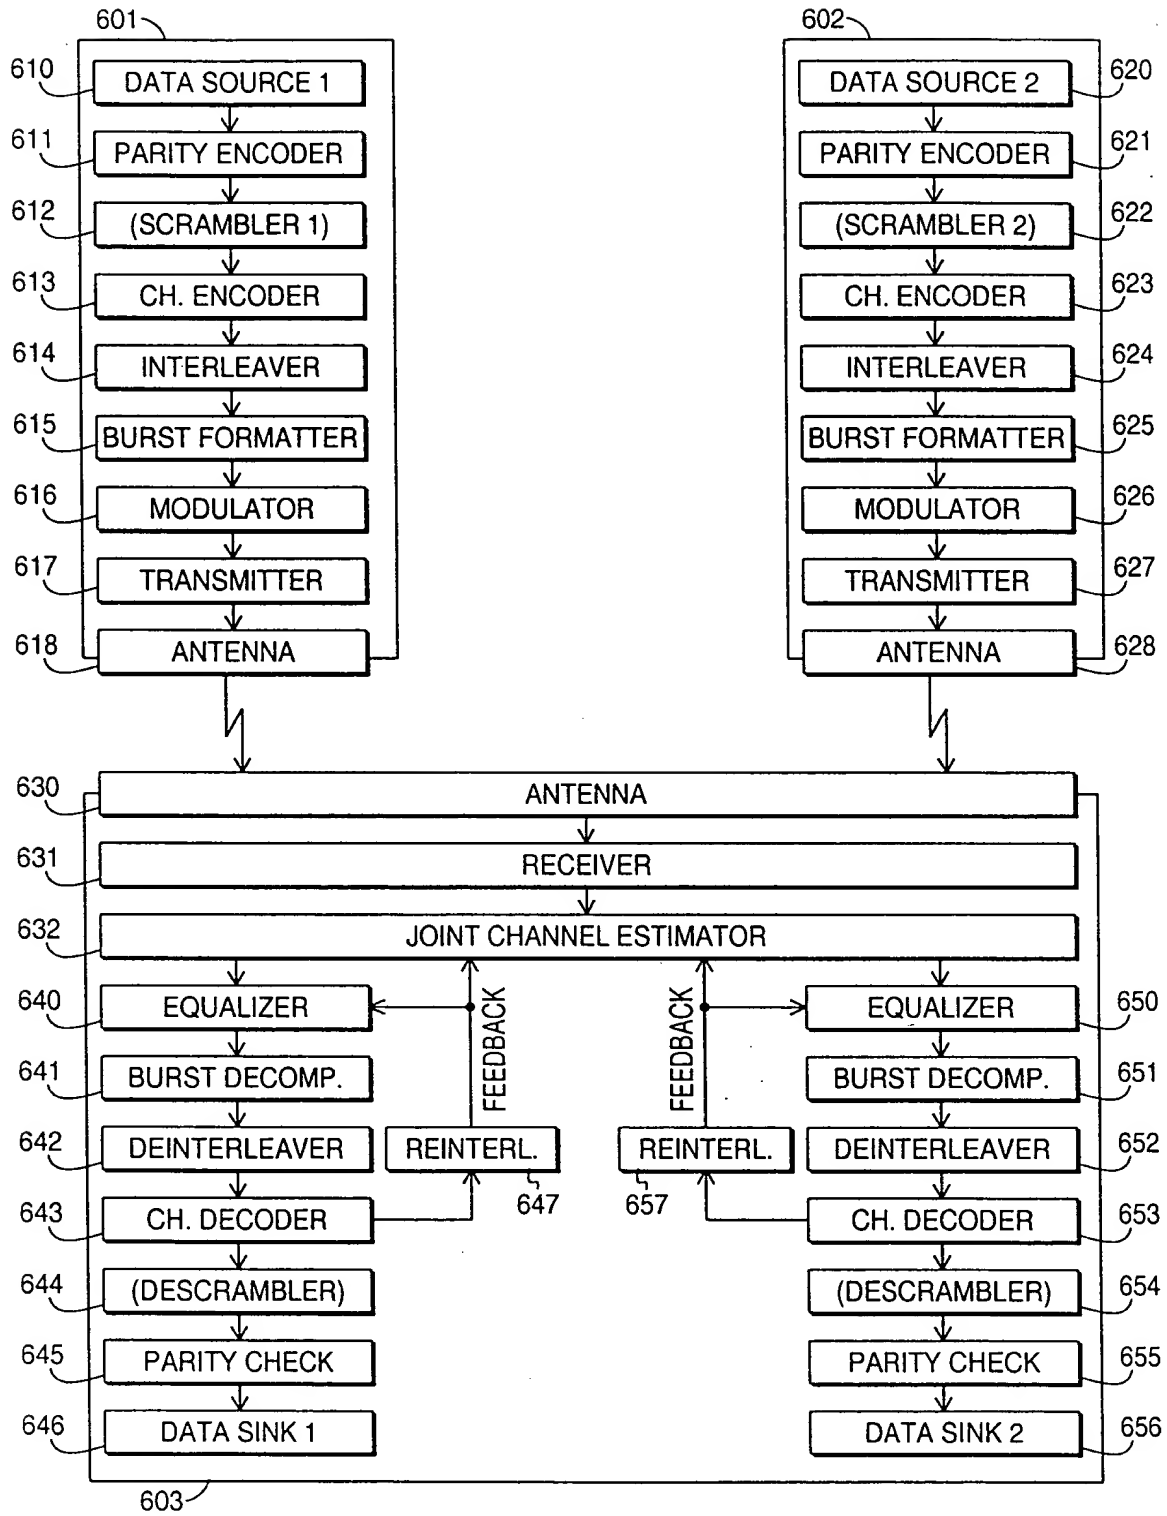 601
602
610
DATA SOURCE 1
DATA SOURCE 2
620
611
PARITY ENCODER
PARITY ENCODER
621
612
(SCRAMBLER 1)
(SCRAMBLER 2)
622
613
CH. ENCODER
CH. ENCODER
623
614
INTERLEAVER
INTERLEAVER
624
615
BURST FORMATTER
BURST FORMATTER
625
616
MODULATOR
MODULATOR
626
617
TRANSMITTER
TRANSMITTER
627
618
ANTENNA
ANTENNA
628
630
ANTENNA
631
RECEIVER
632
JOINT CHANNEL ESTIMATOR
640
EQUALIZER
FEEDBACK
FEEDBACK
EQUALIZER
650
641
BURST DECOMP.
BURST DECOMP.
651
642
DEINTERLEAVER
REINTERL.
REINTERL.
DEINTERLEAVER
652
647
657
643
CH. DECODER
CH. DECODER
653
644
(DESCRAMBLER)
(DESCRAMBLER)
654
645
PARITY CHECK
PARITY CHECK
655
646
DATA SINK 1
DATA SINK 2
656
603